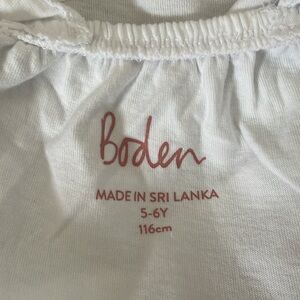 Boden
MADE IN SRI LANKA
5-6Y
116cm